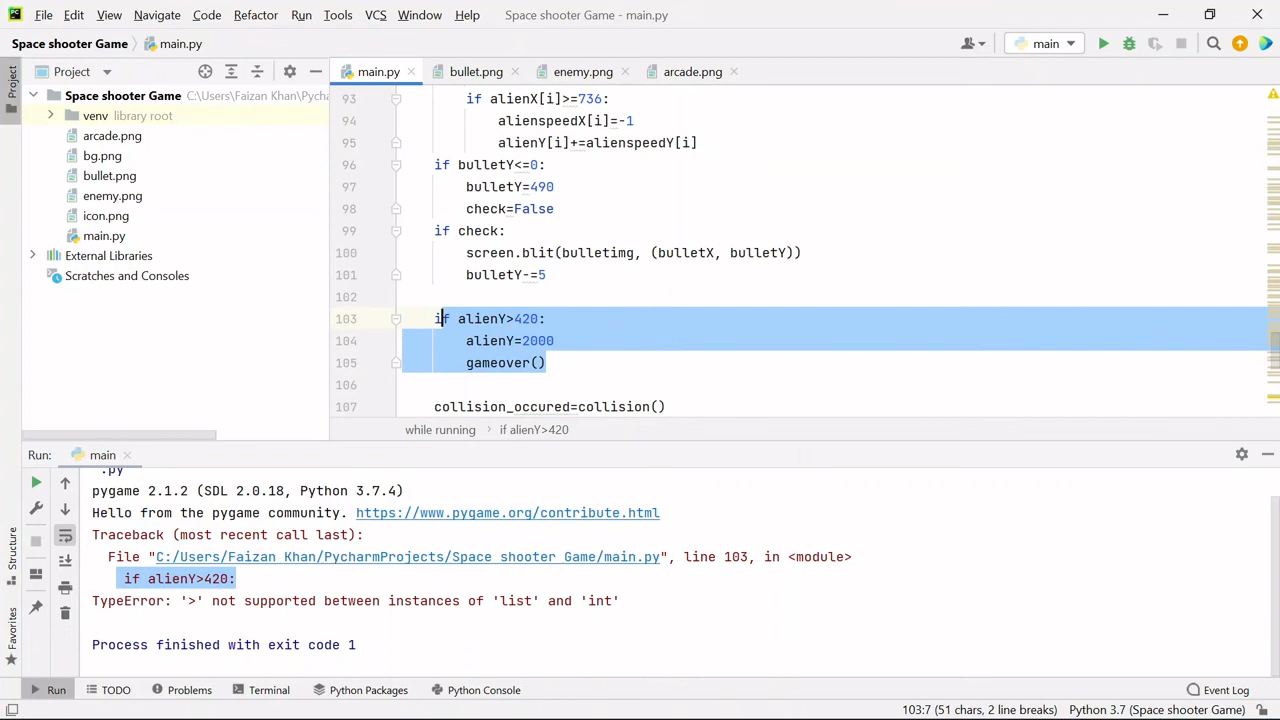 File Edit View Navigate Code Refactor Run Tools VCS Window Help Space shooter Game - main.py
Space shooter Game main.py main
Project
Project main.py bullet.png enemy.png arcade.png
Space shooter Game C:\Users\Faizan Khan\Pycharm
venv library root
arcade.png
bg.png
bullet.png
enemy.png
icon.png
main.py
External Libraries
Scratches and Consoles
93 if alienX[i]>=736:
94 alienspeedX[i]=-1
95 alienY[i]+=alienspeedY[i]
96 if bulletY<=0:
97 bulletY=490
98 check=False
99 if check:
100 screen.blit(bulletimg, (bulletX, bulletY))
101 bulletY-=5
102
103 if alienY>420:
104 alienY=2000
105 gameover()
106
107 collision_occured=collision()
while running if alienY>420
Run: main
.py
pygame 2.1.2 (SDL 2.0.18, Python 3.7.4)
Hello from the pygame community. https://www.pygame.org/contribute.html
Traceback (most recent call last):
File "C:/Users/Faizan Khan/PycharmProjects/Space shooter Game/main.py", line 103, in <module>
if alienY>420:
TypeError: '>' not supported between instances of 'list' and 'int'
Process finished with exit code 1
Structure
Favorites
Run TODO Problems Terminal Python Packages Python Console Event Log
103:7 (51 chars, 2 line breaks) Python 3.7 (Space shooter Game)